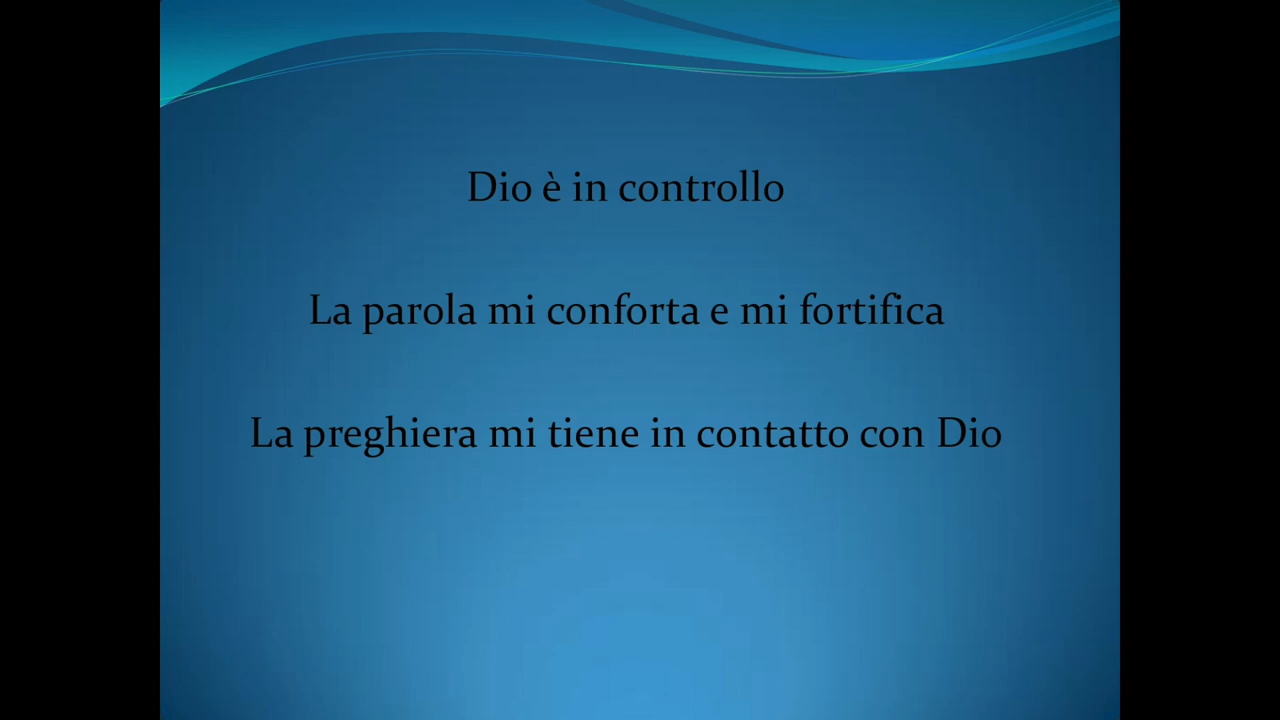 Dio è in controllo
La parola mi conforta e mi fortifica
La preghiera mi tiene in contatto con Dio